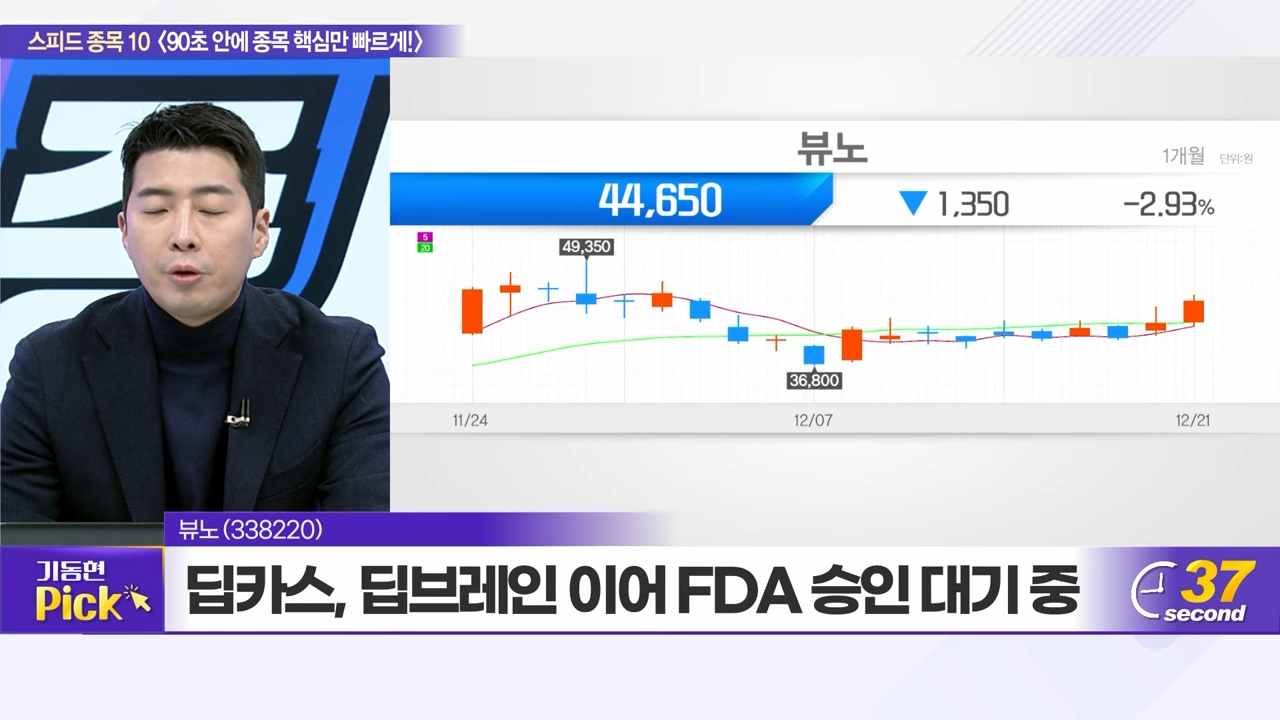 스피드 종목 10 〈90초 안에 종목 핵심만 빠르게!〉
뷰노
1개월 단위:원
44,650 ▼ 1,350 -2.93%
5
20
49,350
36,800
11/24 12/07 12/21
뷰노(338220)
기동현
Pick
딥카스, 딥브레인 이어 FDA 승인 대기 중
37
second